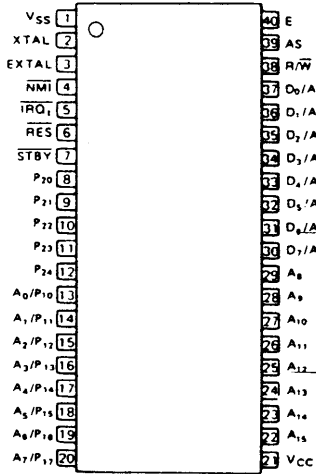 VSS 1
XTAL 2
EXTAL 3
NMI 4
IRQ1 5
RES 6
STBY 7
P20 8
P21 9
P22 10
P23 11
P24 12
A0/P10 13
A1/P11 14
A2/P12 15
A3/P13 16
A4/P14 17
A5/P15 18
A6/P16 19
A7/P17 20
40 E
39 AS
38 R/W
37 D0/A
36 D1/A
35 D2/A
34 D3/A
33 D4/A
32 D5/A
31 D6/A
30 D7/A
29 A8
28 A9
27 A10
26 A11
25 A12
24 A13
23 A14
22 A15
21 VCC